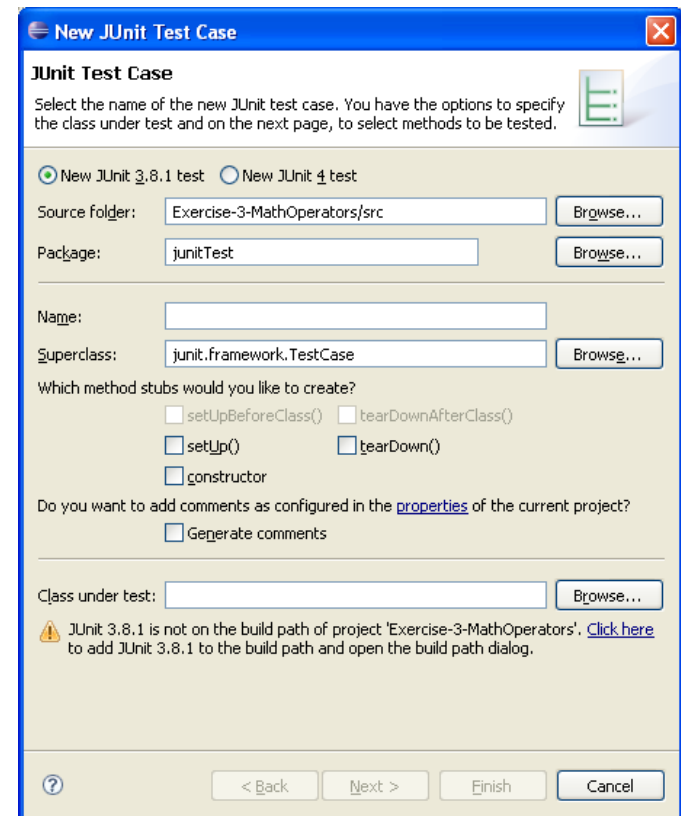 New JUnit Test Case
JUnit Test Case
Select the name of the new JUnit test case. You have the options to specify
the class under test and on the next page, to select methods to be tested.
New JUnit 3.8.1 test New JUnit 4 test
Source folder: Exercise-3-MathOperators/src Browse...
Package: junitTest Browse...
Name:
Superclass: junit.framework.TestCase Browse...
Which method stubs would you like to create?
setUpBeforeClass() tearDownAfterClass()
setUp() tearDown()
constructor
Do you want to add comments as configured in the properties of the current project?
Generate comments
Class under test: Browse...
JUnit 3.8.1 is not on the build path of project 'Exercise-3-MathOperators'. Click here
to add JUnit 3.8.1 to the build path and open the build path dialog.
? < Back Next > Finish Cancel